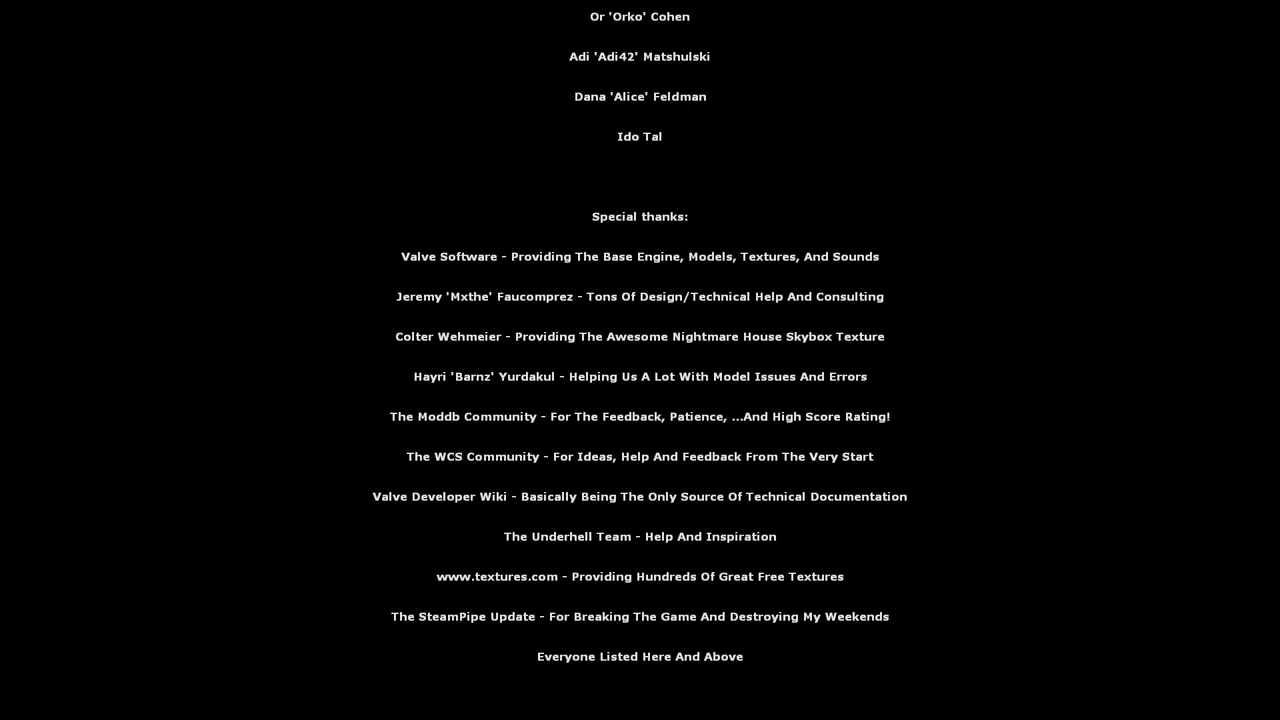 Or 'Orko' Cohen
Adi 'Adi42' Matshulski
Dana 'Alice' Feldman
Ido Tal
Special thanks:
Valve Software - Providing The Base Engine, Models, Textures, And Sounds
Jeremy 'Mxthe' Faucomprez - Tons Of Design/Technical Help And Consulting
Colter Wehmeier - Providing The Awesome Nightmare House Skybox Texture
Hayri 'Barnz' Yurdakul - Helping Us A Lot With Model Issues And Errors
The Moddb Community - For The Feedback, Patience, ...And High Score Rating!
The WCS Community - For Ideas, Help And Feedback From The Very Start
Valve Developer Wiki - Basically Being The Only Source Of Technical Documentation
The Underhell Team - Help And Inspiration
www.textures.com - Providing Hundreds Of Great Free Textures
The SteamPipe Update - For Breaking The Game And Destroying My Weekends
Everyone Listed Here And Above